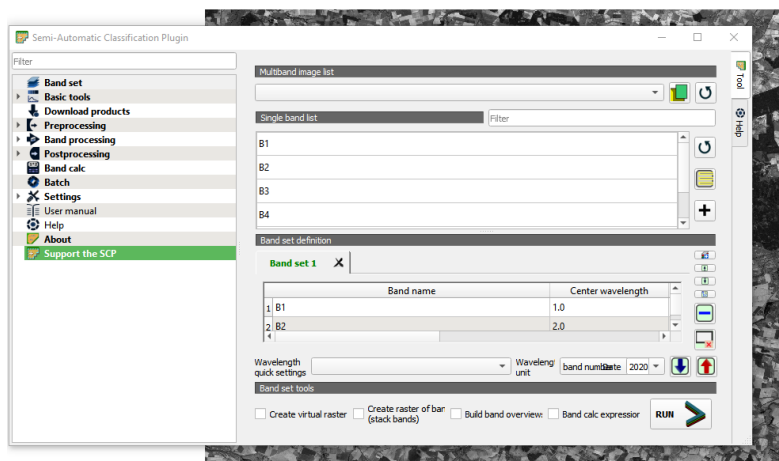 Semi-Automatic Classification Plugin
Filter
Band set
Basic tools
Download products
Preprocessing
Band processing
Postprocessing
Band calc
Batch
Settings
User manual
Help
About
Support the SCP
Multiband image list
Single band list
Filter
B1
B2
B3
B4
Band set definition
Band set 1
Band name
Center wavelength
1 B1
1.0
2 B2
2.0
Wavelength
quick settings
Waveleng
unit
band number
Date
2020
Band set tools
Create virtual raster
Create raster of ban
(stack bands)
Build band overviews
Band calc expression
RUN
Tool
Help